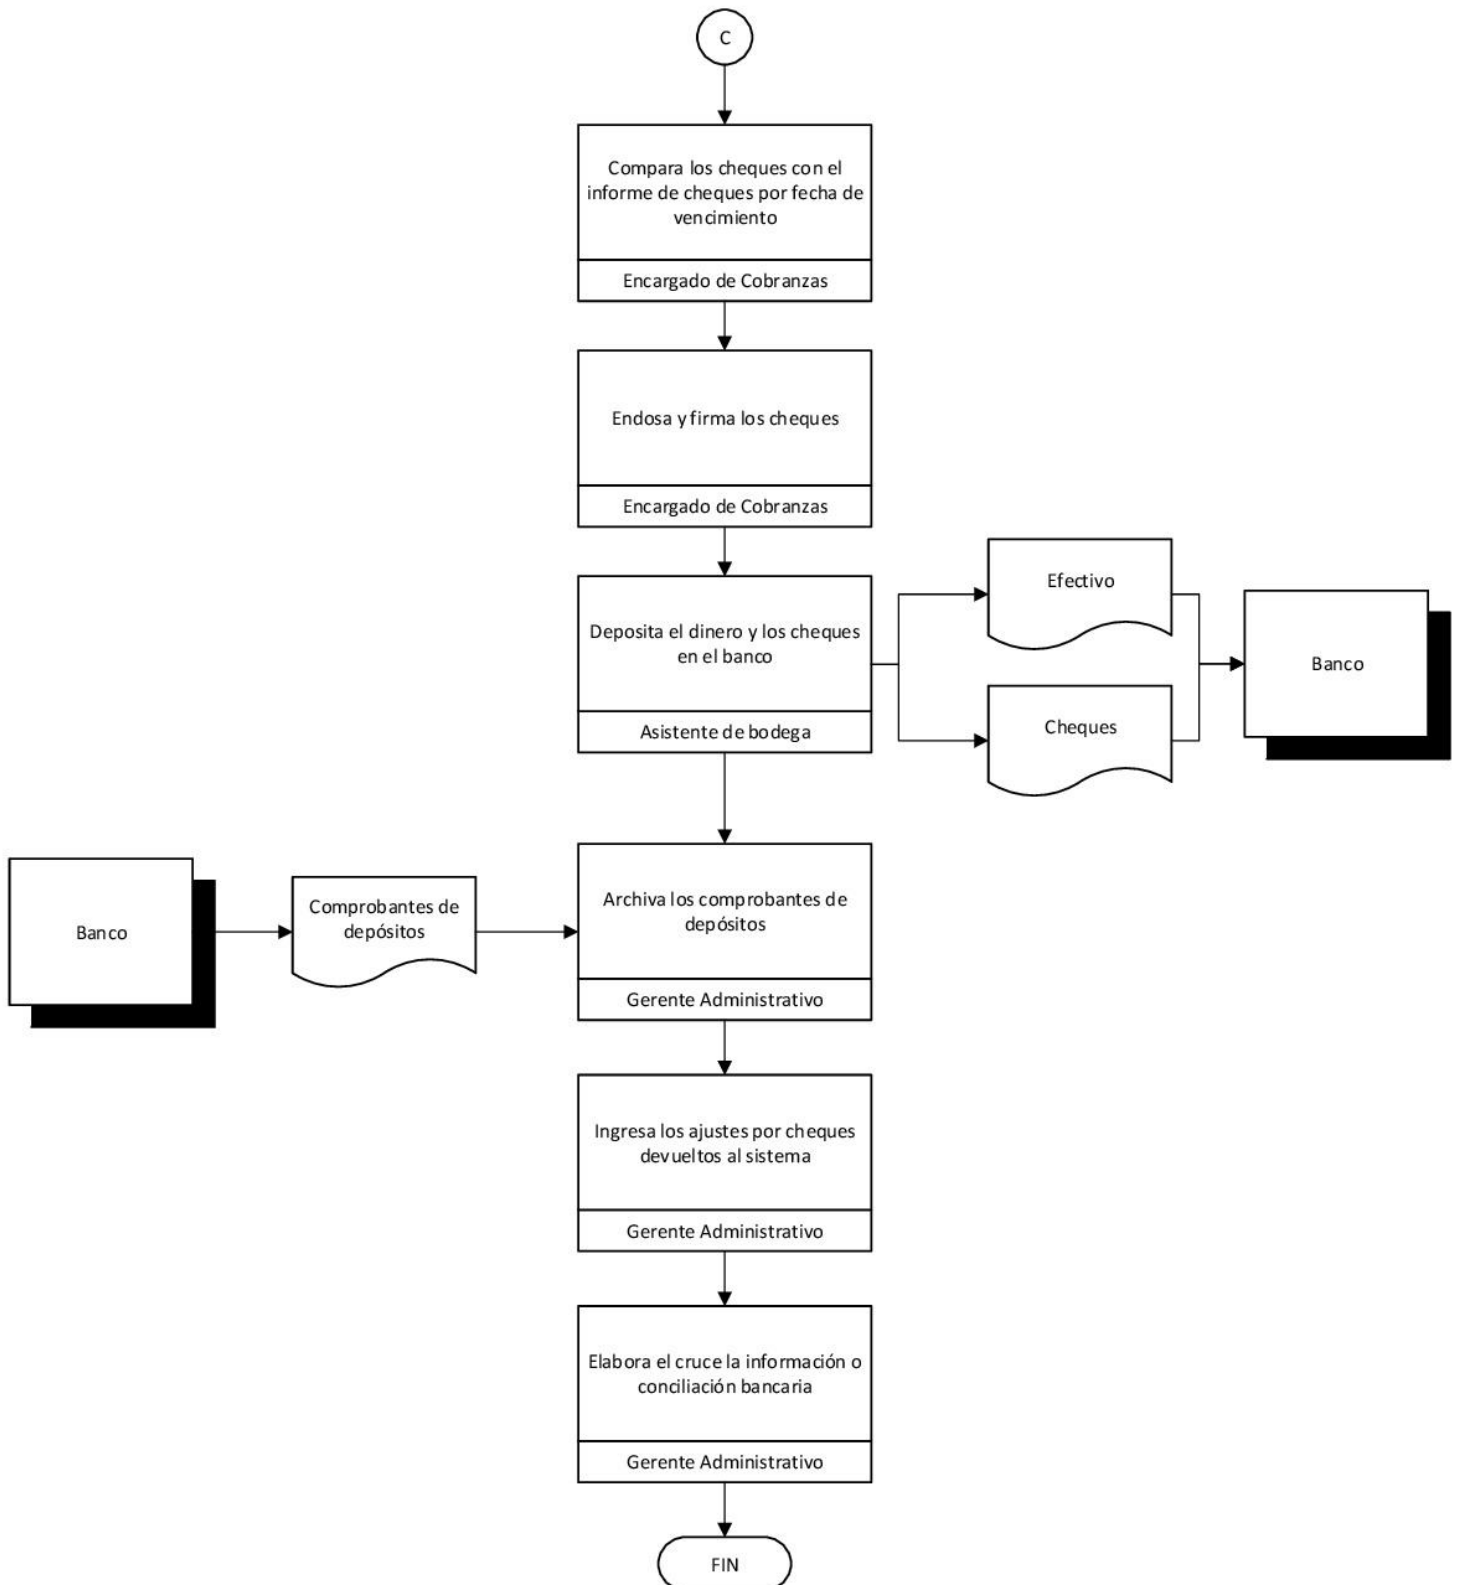 C
Compara los cheques con el
informe de cheques por fecha de
vencimiento
Encargado de Cobranzas
Endosa y firma los cheques
Encargado de Cobranzas
Deposita el dinero y los cheques
en el banco
Asistente de bodega
Efectivo
Cheques
Banco
Banco
Comprobantes de
depósitos
Archiva los comprobantes de
depósitos
Gerente Administrativo
Ingresa los ajustes por cheques
devueltos al sistema
Gerente Administrativo
Elabora el cruce la información o
conciliación bancaria
Gerente Administrativo
FIN